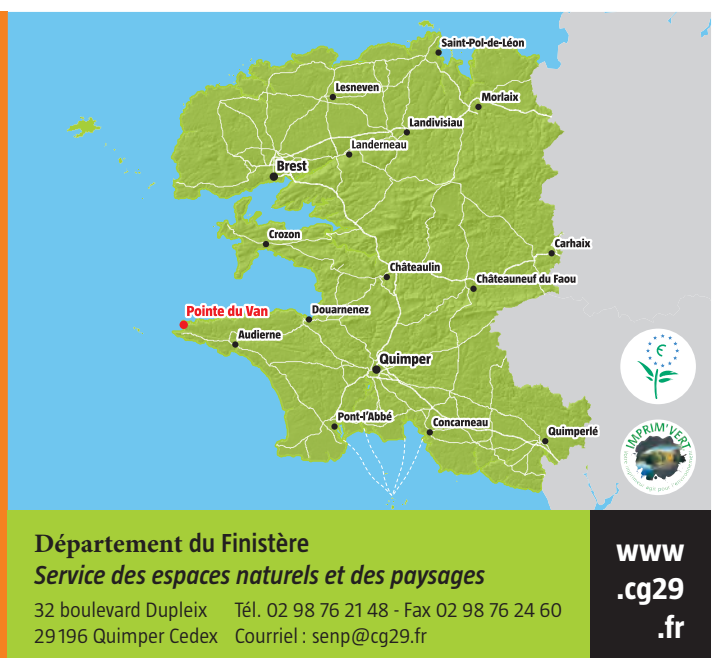 Saint-Pol-de-Léon
Lesneven
Morlaix
Landivisiau
Landerneau
Brest
Crozon
Carhaix
Châteaulin
Châteauneuf du Faou
Pointe du Van
Douarnenez
Audierne
Quimper
Pont-l'Abbé
Concarneau
Quimperlé
€
IMPRIM'VERT
Département du Finistère
Service des espaces naturels et des paysages
32 boulevard Dupleix Tél. 02 98 76 21 48 - Fax 02 98 76 24 60
29196 Quimper Cedex Courriel : senp@cg29.fr
www
.cg29
.fr